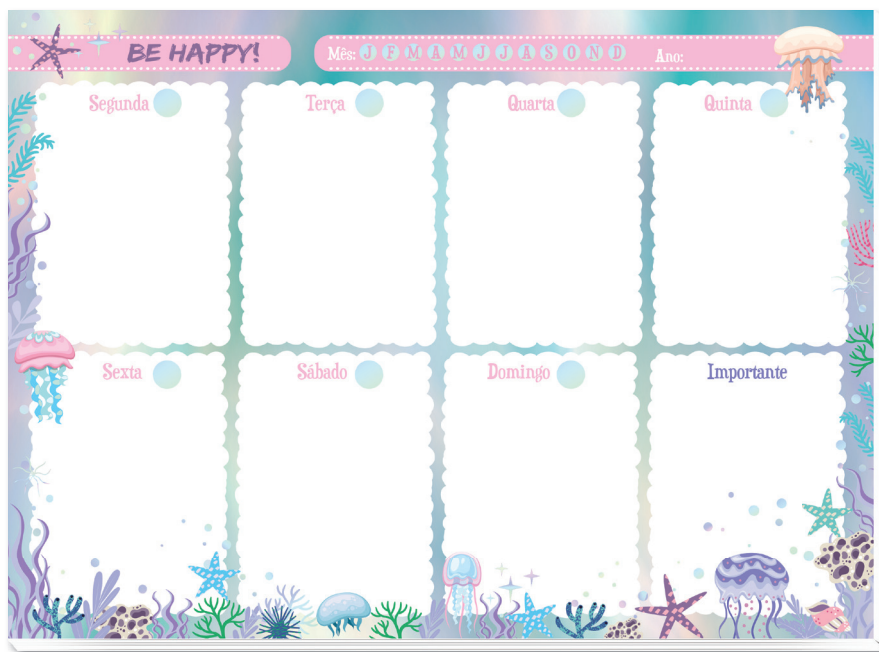 BE HAPPY!
Mês: J F M A M J J A S O N D Ano:
Segunda Terça Quarta Quinta
Sexta Sábado Domingo Importante